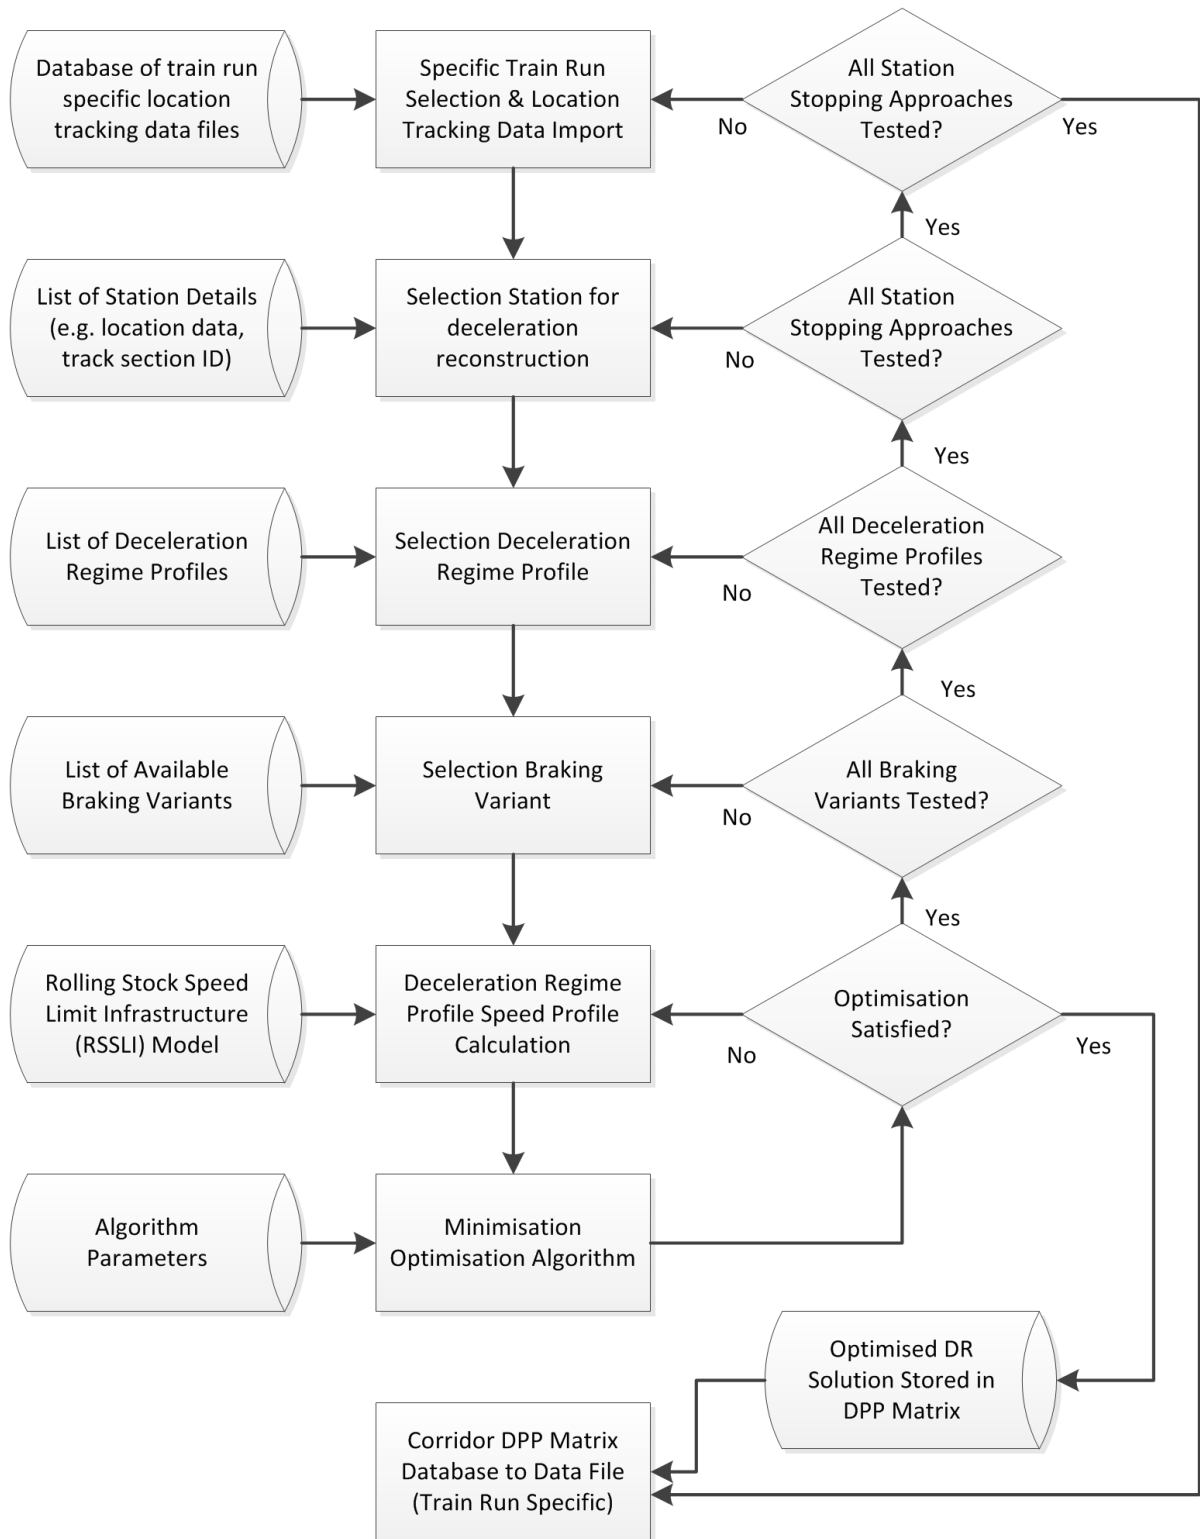 Database of train run
specific location
tracking data files
Specific Train Run
Selection & Location
Tracking Data Import
All Station
Stopping Approaches
Tested?
No
Yes
Yes
List of Station Details
(e.g. location data,
track section ID)
Selection Station for
deceleration
reconstruction
All Station
Stopping Approaches
Tested?
No
Yes
List of Deceleration
Regime Profiles
Selection Deceleration
Regime Profile
All Deceleration
Regime Profiles
Tested?
No
Yes
List of Available
Braking Variants
Selection Braking
Variant
All Braking
Variants Tested?
No
Yes
Rolling Stock Speed
Limit Infrastructure
(RSSLI) Model
Deceleration Regime
Profile Speed Profile
Calculation
Optimisation
Satisfied?
No
Yes
Algorithm
Parameters
Minimisation
Optimisation Algorithm
Optimised DR
Solution Stored in
DPP Matrix
Corridor DPP Matrix
Database to Data File
(Train Run Specific)